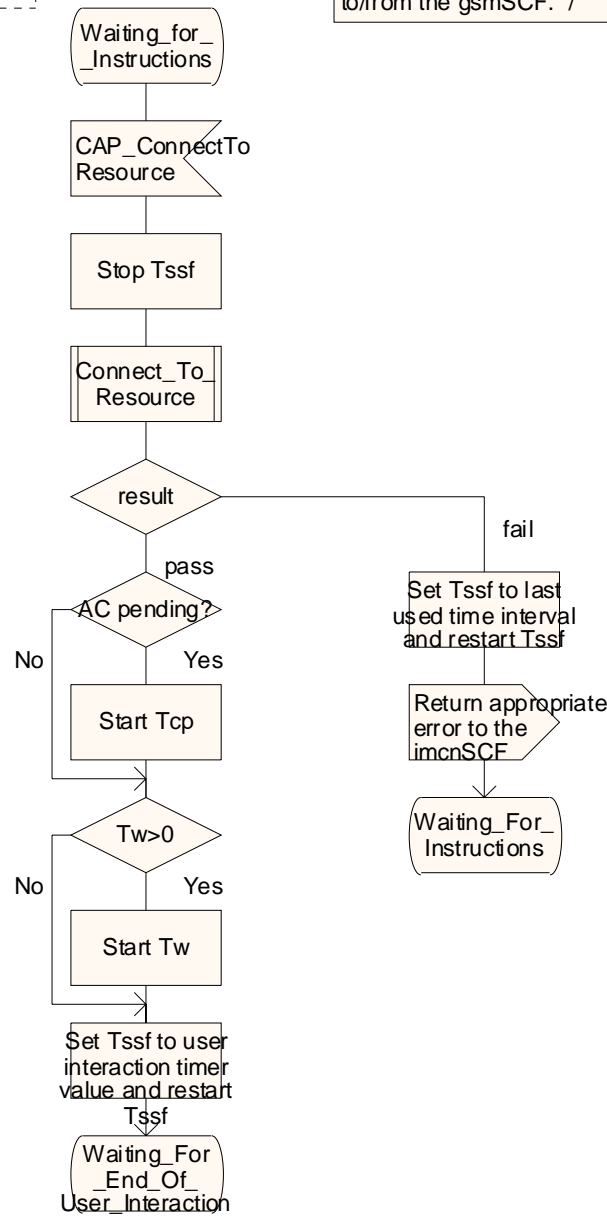 to/from the gsmSCF. */
Waiting_for_
_Instructions
CAP_ConnectTo
Resource
Stop Tssf
Connect_To_
Resource
result
fail
pass
AC pending?
Set Tssf to last
used time interval
and restart Tssf
No
Yes
Start Tcp
Return appropriate
error to the
imcnSCF
Tw>0
Waiting_For_
Instructions
No
Yes
Start Tw
Set Tssf to user
interaction timer
value and restart
Tssf
Waiting_For
_End_Of_
User_Interaction